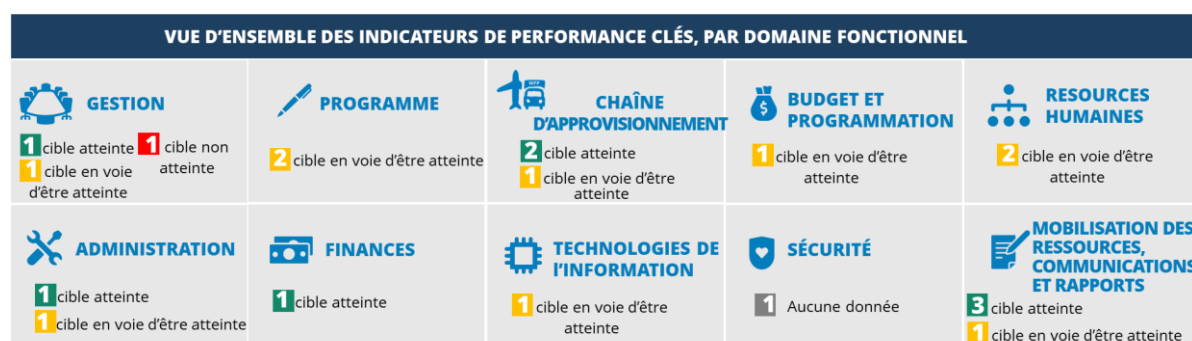 VUE D’ENSEMBLE DES INDICATEURS DE PERFORMANCE CLÉS, PAR DOMAINE FONCTIONNEL
GESTION
1 cible atteinte 1 cible non
atteinte
1 cible en voie
d’être atteinte
PROGRAMME
2 cible en voie d’être atteinte
CHAÎNE
D’APPROVISIONNEMENT
2 cible atteinte
1 cible en voie d’être
atteinte
BUDGET ET
PROGRAMMATION
1 cible en voie d’être
atteinte
RESOURCES
HUMAINES
2 cible en voie d’être
atteinte
ADMINISTRATION
1 cible atteinte
1 cible en voie d’être atteinte
FINANCES
1 cible atteinte
TECHNOLOGIES DE
l’INFORMATION
1 cible en voie d’être
atteinte
SÉCURITÉ
1 Aucune donnée
MOBILISATION DES
RESSOURCES,
COMMUNICATIONS
ET RAPPORTS
3 cible atteinte
1 cible en voie d’être atteinte